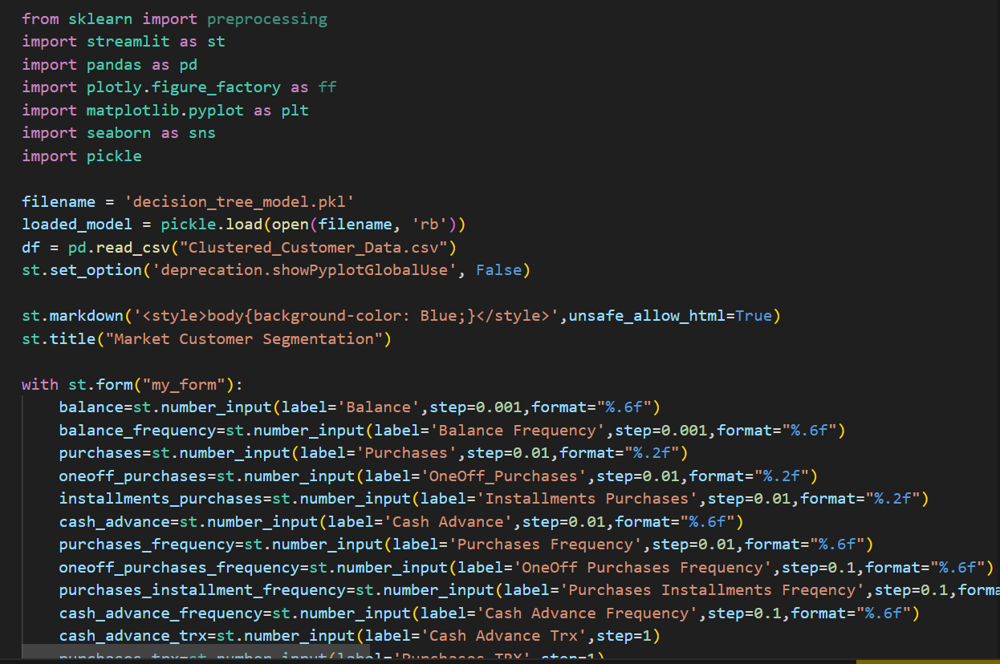 from sklearn import preprocessing
import streamlit as st
import pandas as pd
import plotly.figure_factory as ff
import matplotlib.pyplot as plt
import seaborn as sns
import pickle

filename = 'decision_tree_model.pkl'
loaded_model = pickle.load(open(filename, 'rb'))
df = pd.read_csv("Clustered_Customer_Data.csv")
st.set_option('deprecation.showPyplotGlobalUse', False)

st.markdown('<style>body{background-color: Blue;}</style>',unsafe_allow_html=True)
st.title("Market Customer Segmentation")

with st.form("my_form"):
    balance=st.number_input(label='Balance',step=0.001,format="%.6f")
    balance_frequency=st.number_input(label='Balance Frequency',step=0.001,format="%.6f")
    purchases=st.number_input(label='Purchases',step=0.01,format="%.2f")
    oneoff_purchases=st.number_input(label='OneOff_Purchases',step=0.01,format="%.2f")
    installments_purchases=st.number_input(label='Installments Purchases',step=0.01,format="%.2f")
    cash_advance=st.number_input(label='Cash Advance',step=0.01,format="%.6f")
    purchases_frequency=st.number_input(label='Purchases Frequency',step=0.01,format="%.6f")
    oneoff_purchases_frequency=st.number_input(label='OneOff Purchases Frequency',step=0.1,format="%.6f")
    purchases_installment_frequency=st.number_input(label='Purchases Installments Freqency',step=0.1,forma
    cash_advance_frequency=st.number_input(label='Cash Advance Frequency',step=0.1,format="%.6f")
    cash_advance_trx=st.number_input(label='Cash Advance Trx',step=1)
    purchases_trx=st.number_input(label='Purchases TRX',step=1)